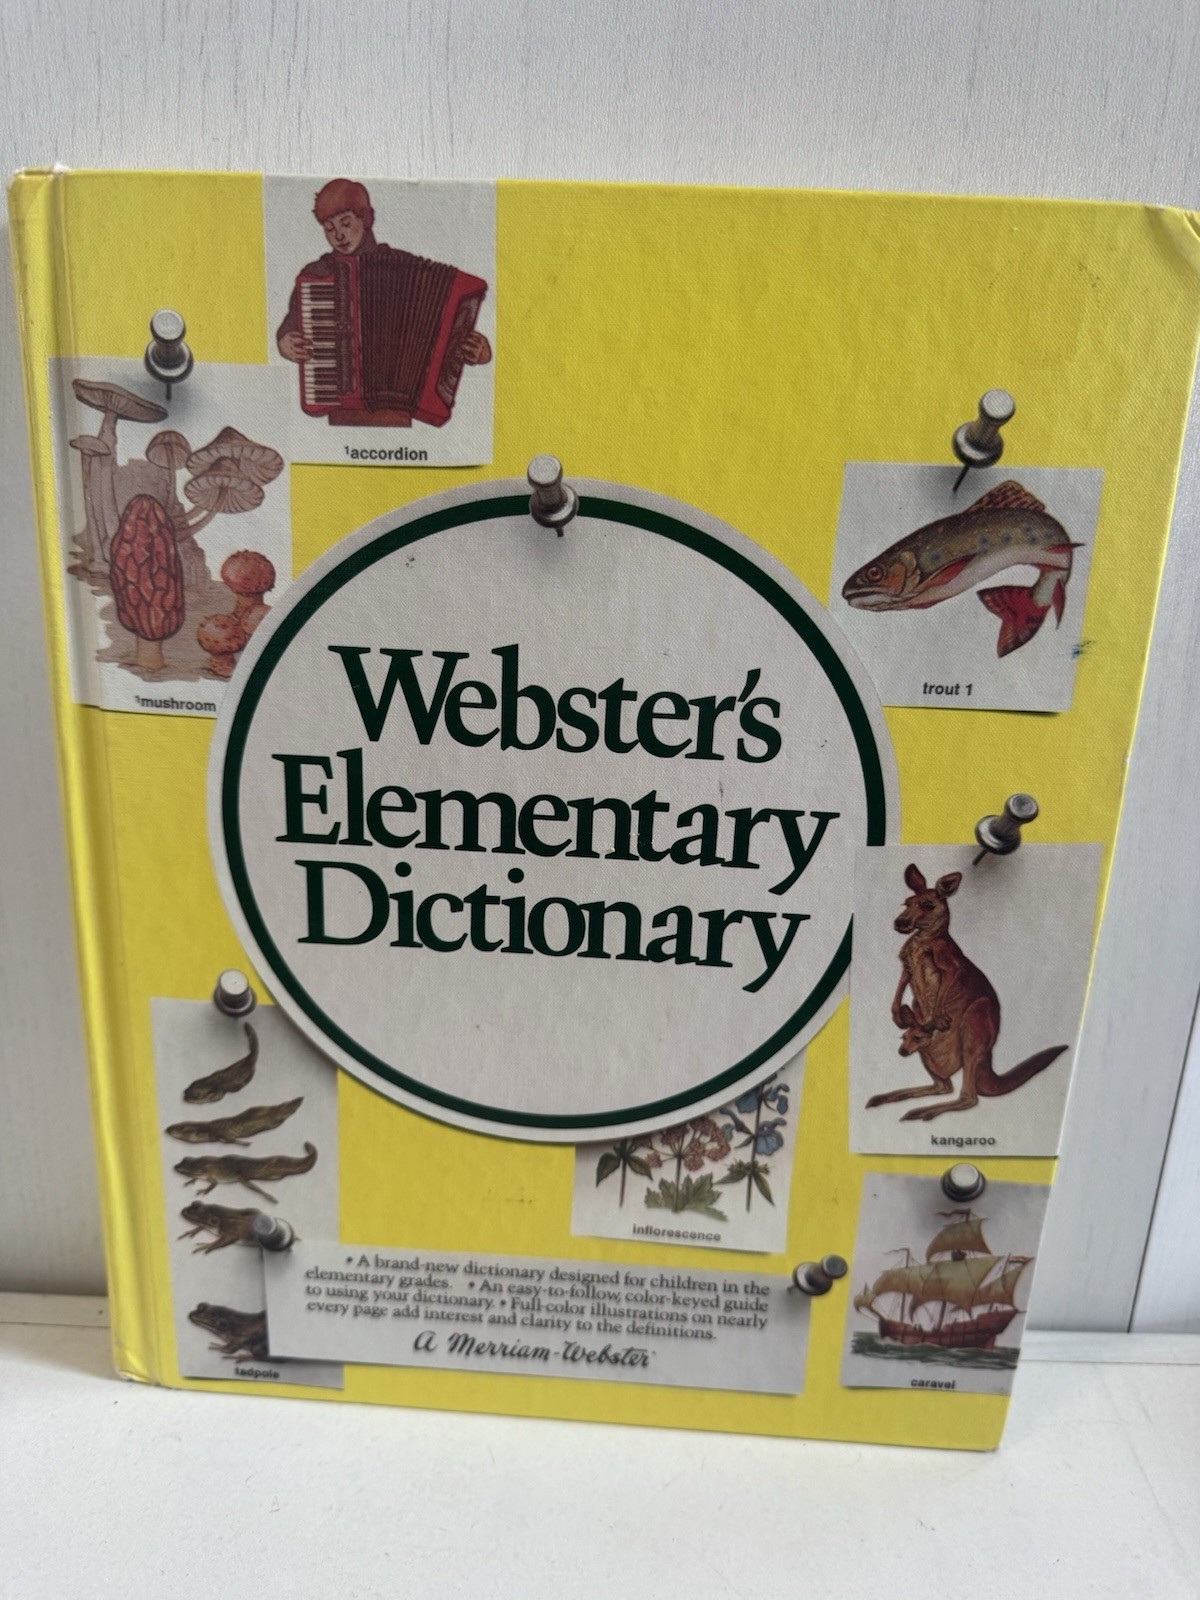 ¹accordion
¹mushroom
trout 1
Webster's
Elementary
Dictionary
kangaroo
inflorescence
• A brand-new dictionary designed for children in the
elementary grades. • An easy-to-follow, color-keyed guide
to using your dictionary. • Full-color illustrations on nearly
every page add interest and clarity to the definitions.
A Merriam-Webster®
tadpole
caravel